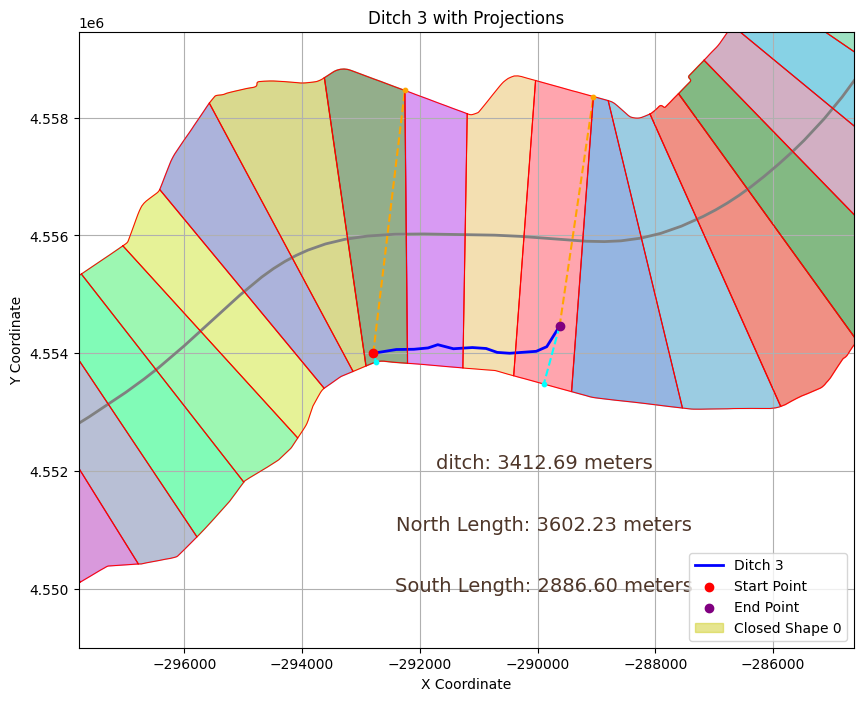 Ditch 3 with Projections
1e6
4.558
4.556
4.554
4.552
4.550
Y Coordinate
ditch: 3412.69 meters
North Length: 3602.23 meters
South Length: 2886.60 meters
Ditch 3
Start Point
End Point
Closed Shape 0
−296000 −294000 −292000 −290000 −288000 −286000
X Coordinate